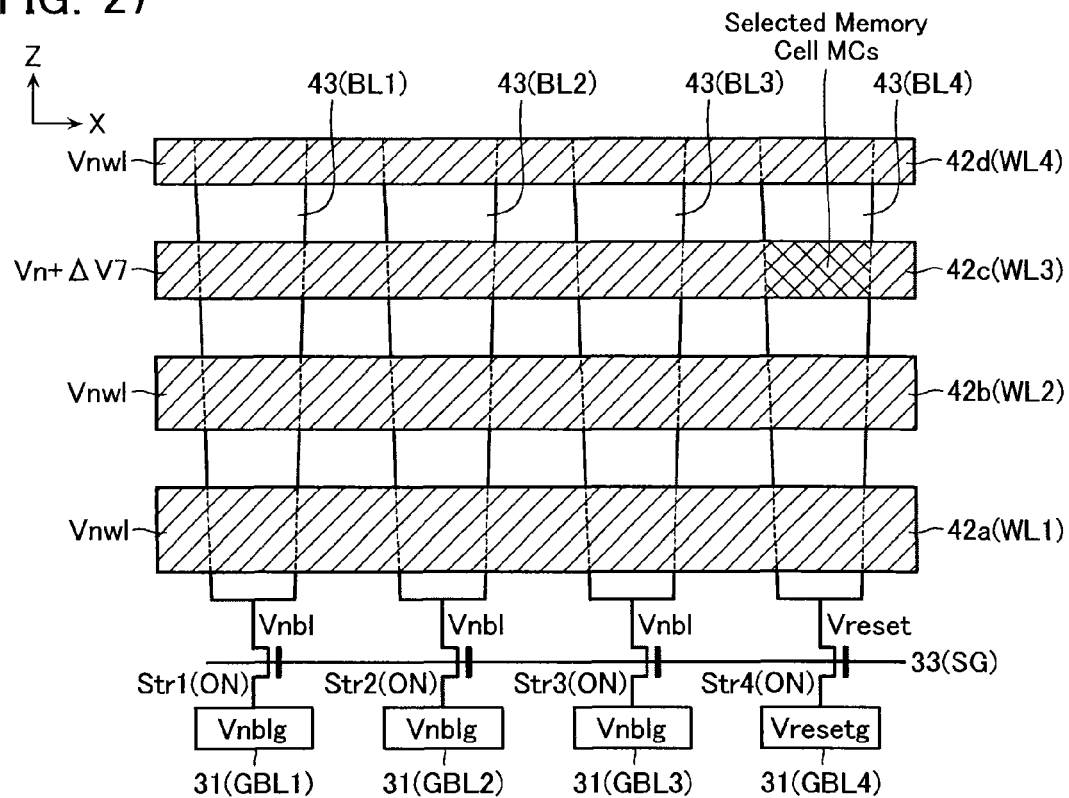 FIG. 27
Selected Memory
Cell MCs
Z
X
43(BL1)
43(BL2)
43(BL3)
43(BL4)
Vnwl
42d(WL4)
Vn+ΔV7
42c(WL3)
Vnwl
42b(WL2)
Vnwl
42a(WL1)
Vnbl
Vnbl
Vnbl
Vreset
33(SG)
Str1(ON)
Str2(ON)
Str3(ON)
Str4(ON)
Vnblg
Vnblg
Vnblg
Vresetg
31(GBL1)
31(GBL2)
31(GBL3)
31(GBL4)